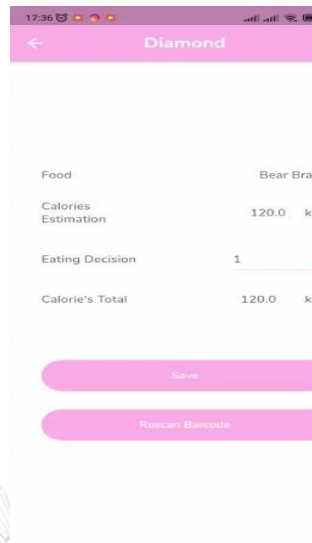 17:36
Diamond
Food Bear Bra
Calories
Estimation 120.0 k
Eating Decision 1
Calorie's Total 120.0 k
Save
Rescan Barcode